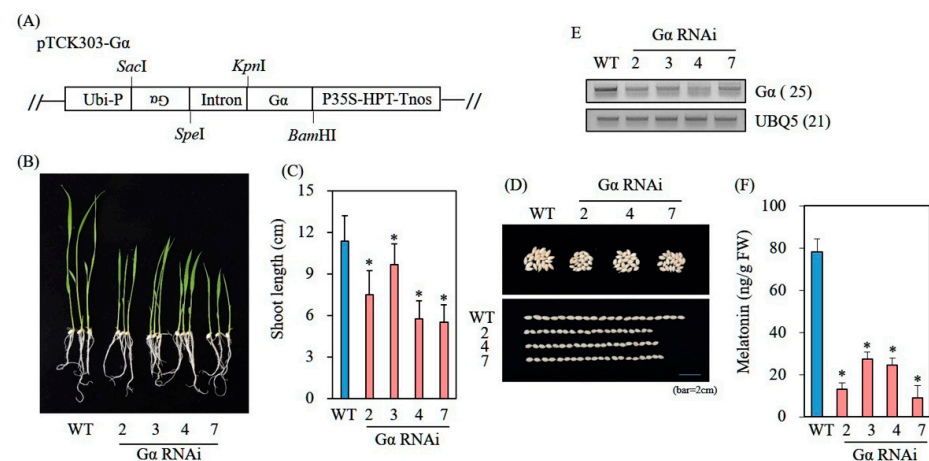 (A)
pTCK303-Gα
SacI
KpnI
Ubi-P
Gα
Intron
Gα
P35S-HPT-Tnos
SpeI
BamHI
(B)
WT 2 3 4 7
Gα RNAi
(C)
Shoot length (cm)
15
12
9
6
3
0
* * * *
WT 2 3 4 7
Gα RNAi
(D)
Gα RNAi
WT 2 4 7
WT
2
4
7
(bar=2cm)
E
Gα RNAi
WT 2 3 4 7
Gα ( 25)
UBQ5 (21)
(F)
Melatonin (ng/g FW)
100
80
60
40
20
0
* * * *
WT 2 3 4 7
Gα RNAi